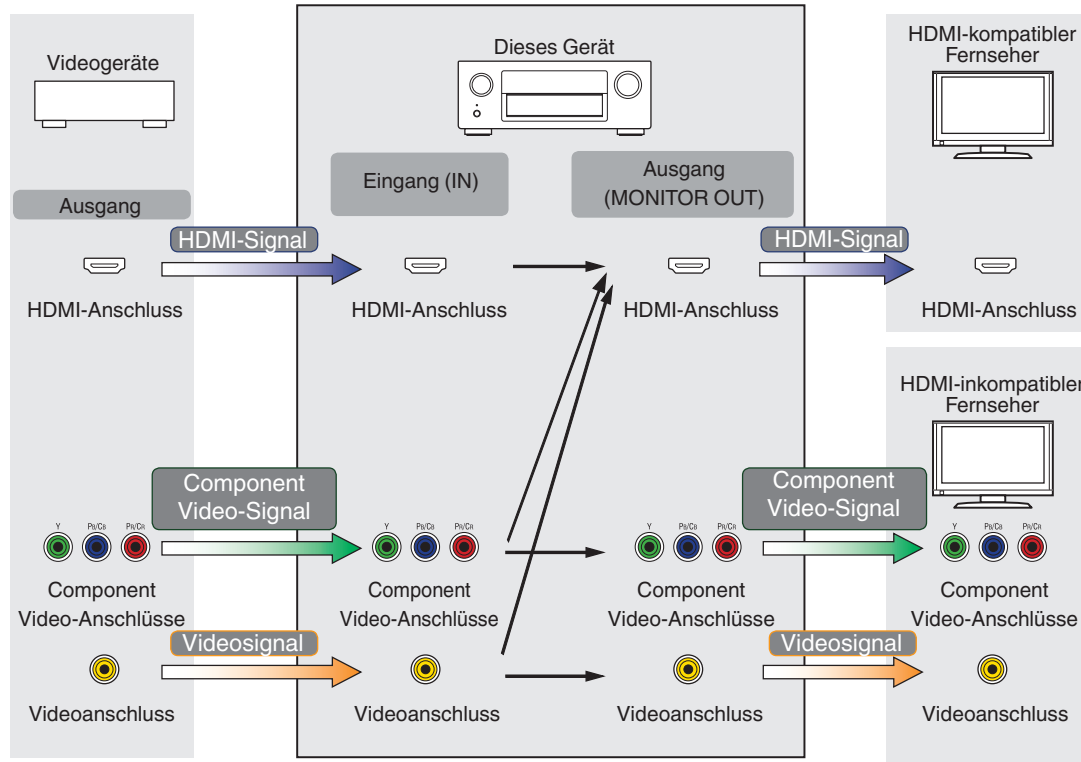 Videogeräte
Dieses Gerät
HDMI-kompatibler
Fernseher
Ausgang
Eingang (IN)
Ausgang
(MONITOR OUT)
HDMI-Signal
HDMI-Signal
HDMI-Anschluss
HDMI-Anschluss
HDMI-Anschluss
HDMI-Anschluss
HDMI-inkompatibler
Fernseher
Component
Video-Signal
Component
Video-Signal
Y PB/CB PR/CR
Y PB/CB PR/CR
Y PB/CB PR/CR
Y PB/CB PR/CR
Component
Video-Anschlüsse
Component
Video-Anschlüsse
Component
Video-Anschlüsse
Component
Video-Anschlüsse
Videosignal
Videosignal
Videoanschluss
Videoanschluss
Videoanschluss
Videoanschluss